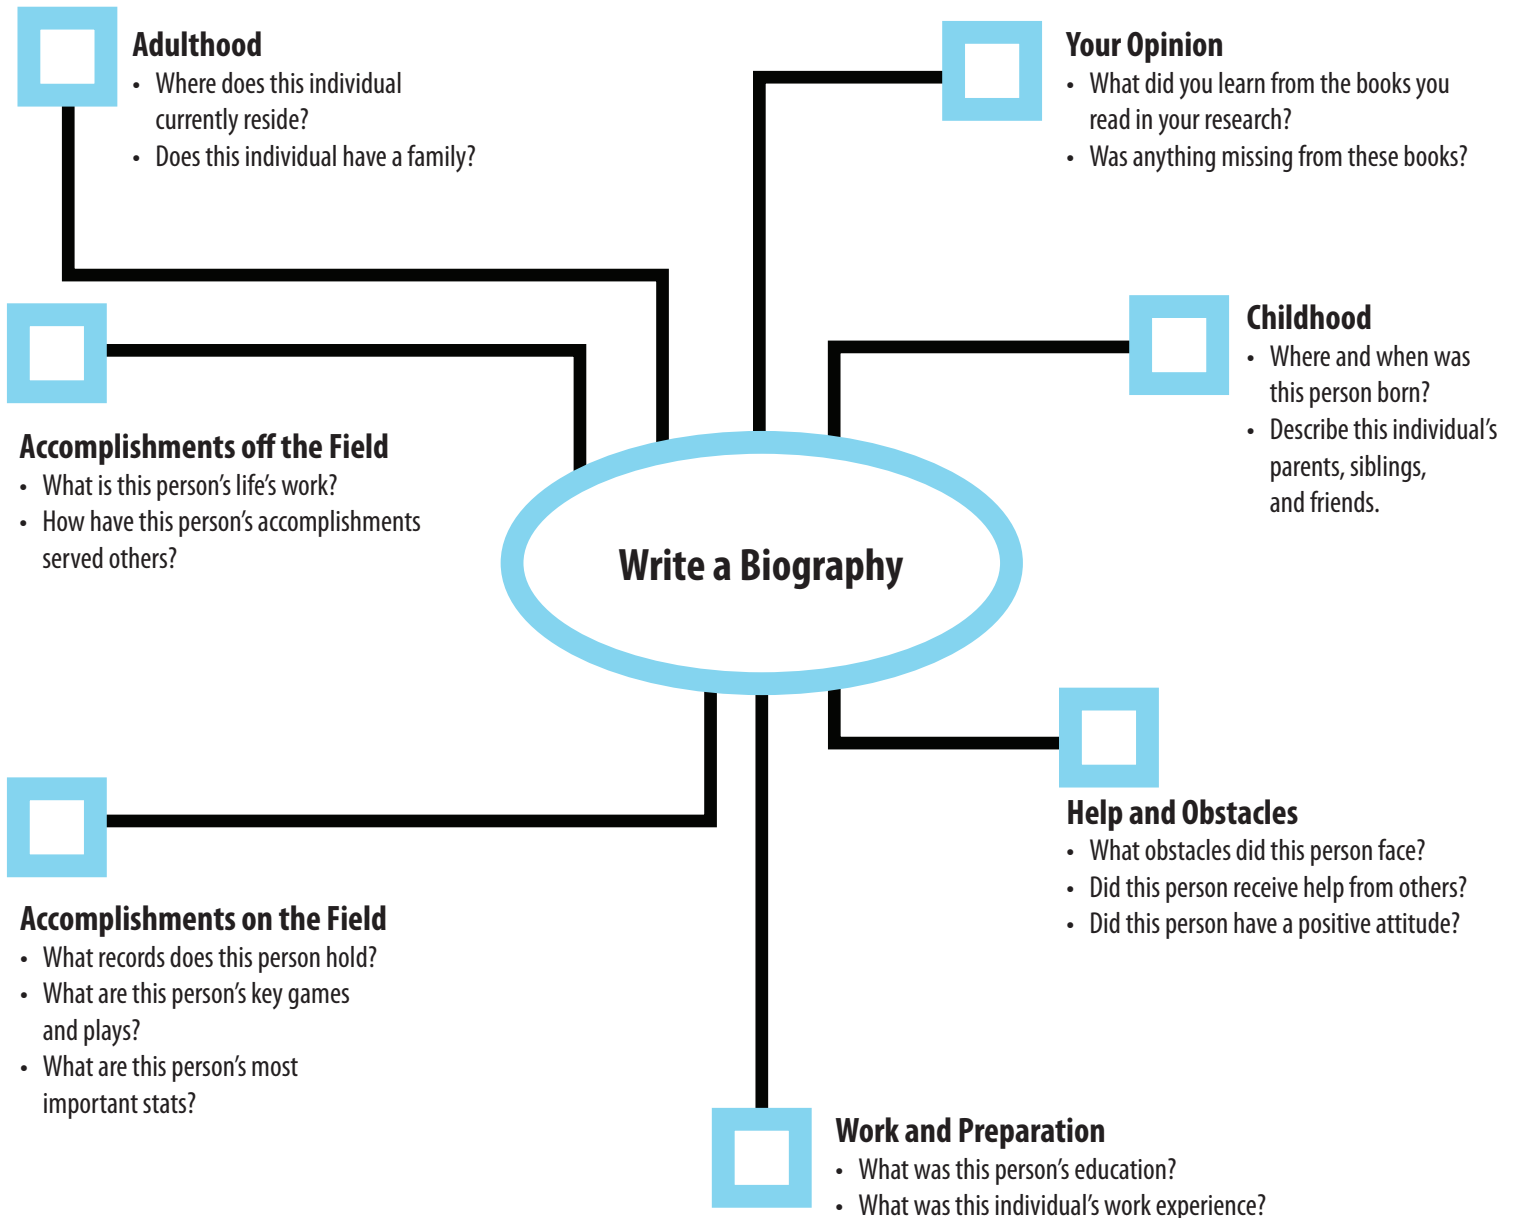 Adulthood
• Where does this individual
currently reside?
• Does this individual have a family?
Your Opinion
• What did you learn from the books you
read in your research?
• Was anything missing from these books?
Childhood
• Where and when was
this person born?
• Describe this individual’s
parents, siblings,
and friends.
Accomplishments off the Field
• What is this person’s life’s work?
• How have this person’s accomplishments
served others?
Write a Biography
Help and Obstacles
• What obstacles did this person face?
• Did this person receive help from others?
• Did this person have a positive attitude?
Accomplishments on the Field
• What records does this person hold?
• What are this person’s key games
and plays?
• What are this person’s most
important stats?
Work and Preparation
• What was this person’s education?
• What was this individual’s work experience?